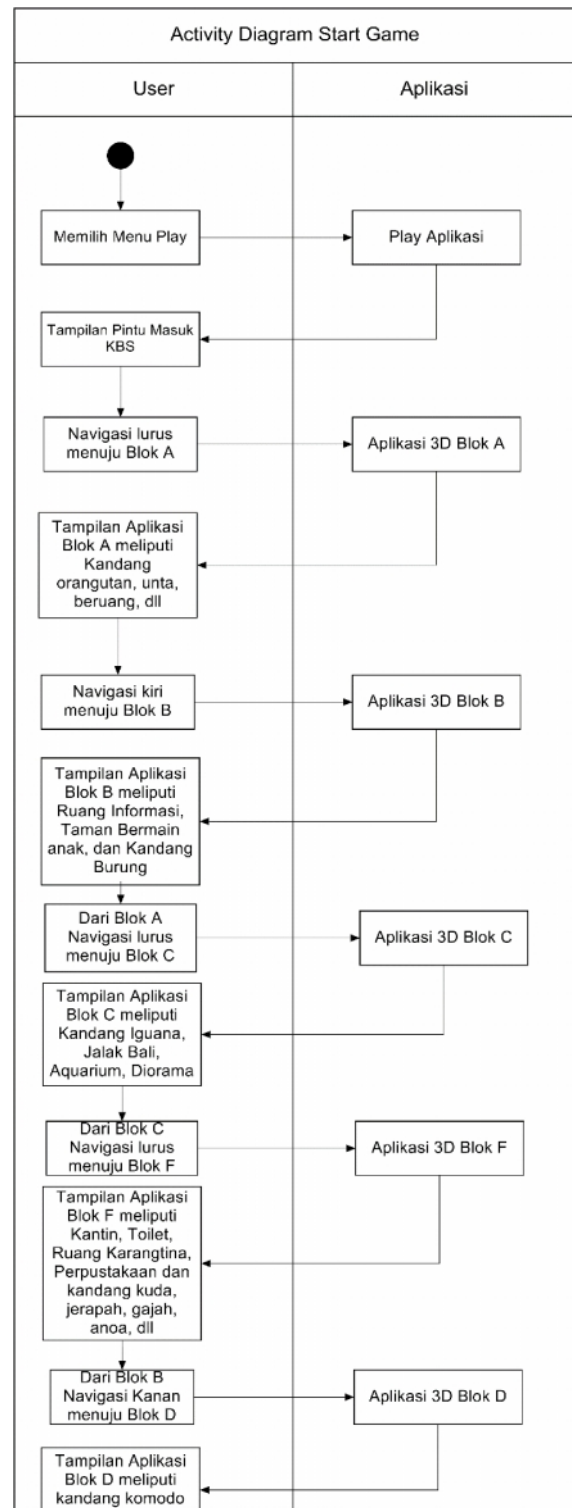 Activity Diagram Start Game
User
Aplikasi
Memilih Menu Play
Play Aplikasi
Tampilan Pintu Masuk
KBS
Navigasi lurus
menuju Blok A
Aplikasi 3D Blok A
Tampilan Aplikasi
Blok A meliputi
Kandang
orangutan, unta,
beruang, dll
Navigasi kiri
menuju Blok B
Aplikasi 3D Blok B
Tampilan Aplikasi
Blok B meliputi
Ruang Informasi,
Taman Bermain
anak, dan Kandang
Burung
Dari Blok A
Navigasi lurus
menuju Blok C
Aplikasi 3D Blok C
Tampilan Aplikasi
Blok C meliputi
Kandang Iguana,
Jalak Bali,
Aquarium, Diorama
Dari Blok C
Navigasi lurus
menuju Blok F
Aplikasi 3D Blok F
Tampilan Aplikasi
Blok F meliputi
Kantin, Toilet,
Ruang Karangtina,
Perpustakaan dan
kandang kuda,
jerapah, gajah,
anoa, dll
Dari Blok B
Navigasi Kanan
menuju Blok D
Aplikasi 3D Blok D
Tampilan Aplikasi
Blok D meliputi
kandang komodo